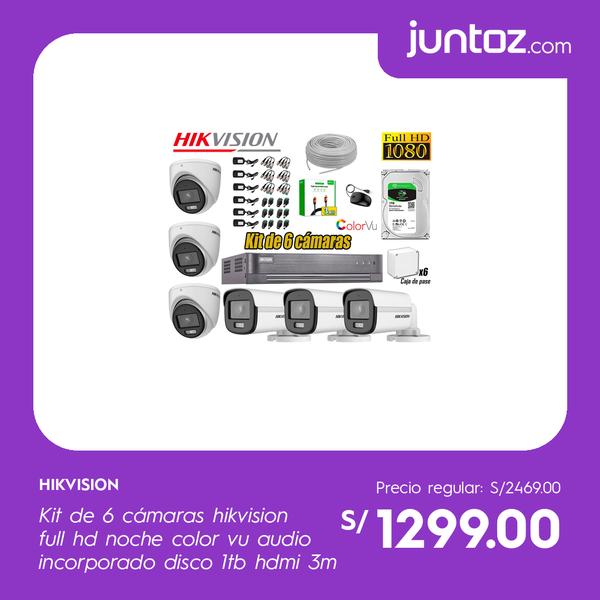 juntoz.com
HIKVISION
Full HD
1080
ColorVu
Kit de 6 cámaras
x6
Caja de pase
HIKVISION
Kit de 6 cámaras hikvision
full hd noche color vu audio
incorporado disco 1tb hdmi 3m
Precio regular: S/2469.00
S/ 1299.00